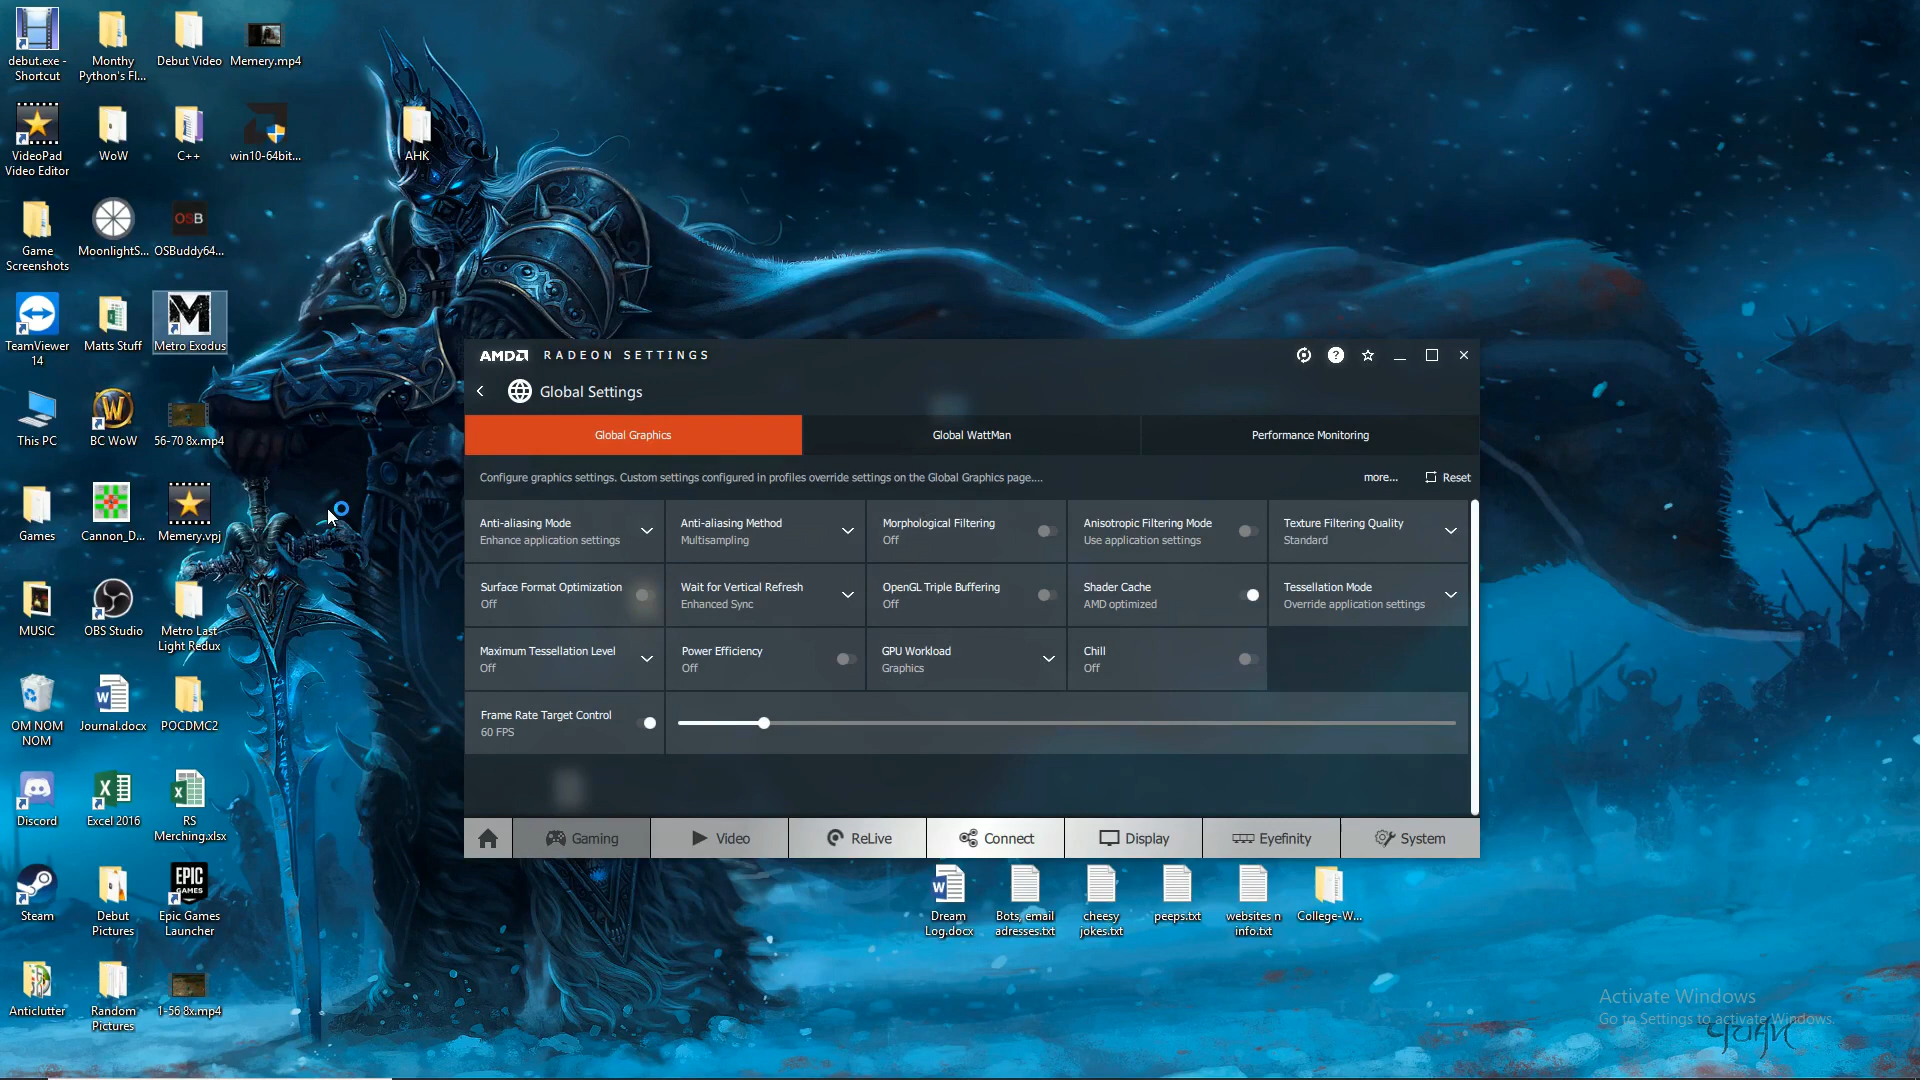 debut.exe -
Shortcut
Monthy
Python's Fl...
Debut Video
Memery.mp4
VideoPad
Video Editor
WoW
C++
win10-64bit...
AHK
Game
Screenshots
MoonlightS...
OSB
OSBuddy64...
TeamViewer
14
Matts Stuff
M
Metro Exodus
This PC
BC WoW
56-70 8x.mp4
Games
Cannon_D...
Memery.vpj
MUSIC
OBS Studio
Metro Last
Light Redux
OM NOM
NOM
Journal.docx
POCDMC2
Discord
Excel 2016
RS
Merching.xlsx
Steam
Debut
Pictures
EPIC
GAMES
Epic Games
Launcher
Anticlutter
Random
Pictures
1-56 8x.mp4
AMD RADEON SETTINGS
Global Settings
Global Graphics
Global WattMan
Performance Monitoring
Configure graphics settings. Custom settings configured in profiles override settings on the Global Graphics page....
more...
Reset
Anti-aliasing Mode
Enhance application settings
Anti-aliasing Method
Multisampling
Morphological Filtering
Off
Anisotropic Filtering Mode
Use application settings
Texture Filtering Quality
Standard
Surface Format Optimization
Off
Wait for Vertical Refresh
Enhanced Sync
OpenGL Triple Buffering
Off
Shader Cache
AMD optimized
Tessellation Mode
Override application settings
Maximum Tessellation Level
Off
Power Efficiency
Off
GPU Workload
Graphics
Chill
Off
Frame Rate Target Control
60 FPS
Gaming
Video
ReLive
Connect
Display
Eyefinity
System
Dream
Log.docx
Bots, email
adresses.txt
cheesy
jokes.txt
peeps.txt
websites n
info.txt
College-W...
Activate Windows
Go to Settings to activate Windows.